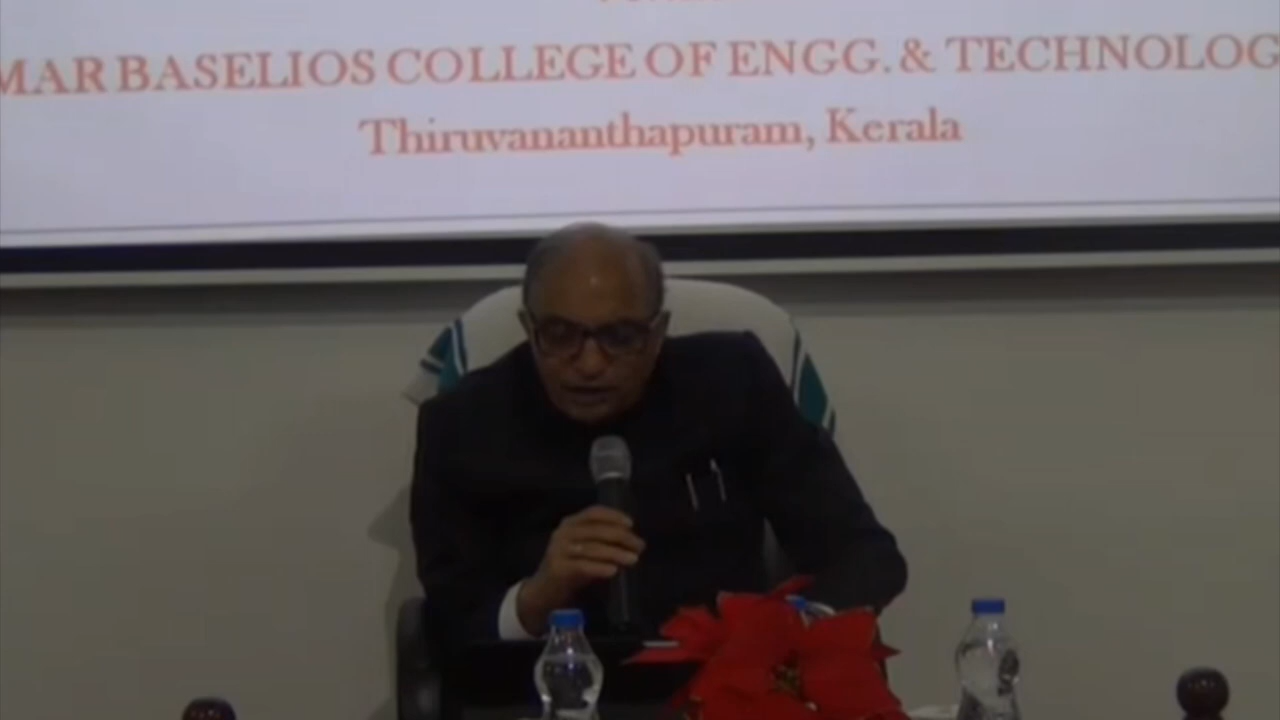 MAR BASELIOS COLLEGE OF ENGG. & TECHNOLOG
Thiruvananthapuram, Kerala